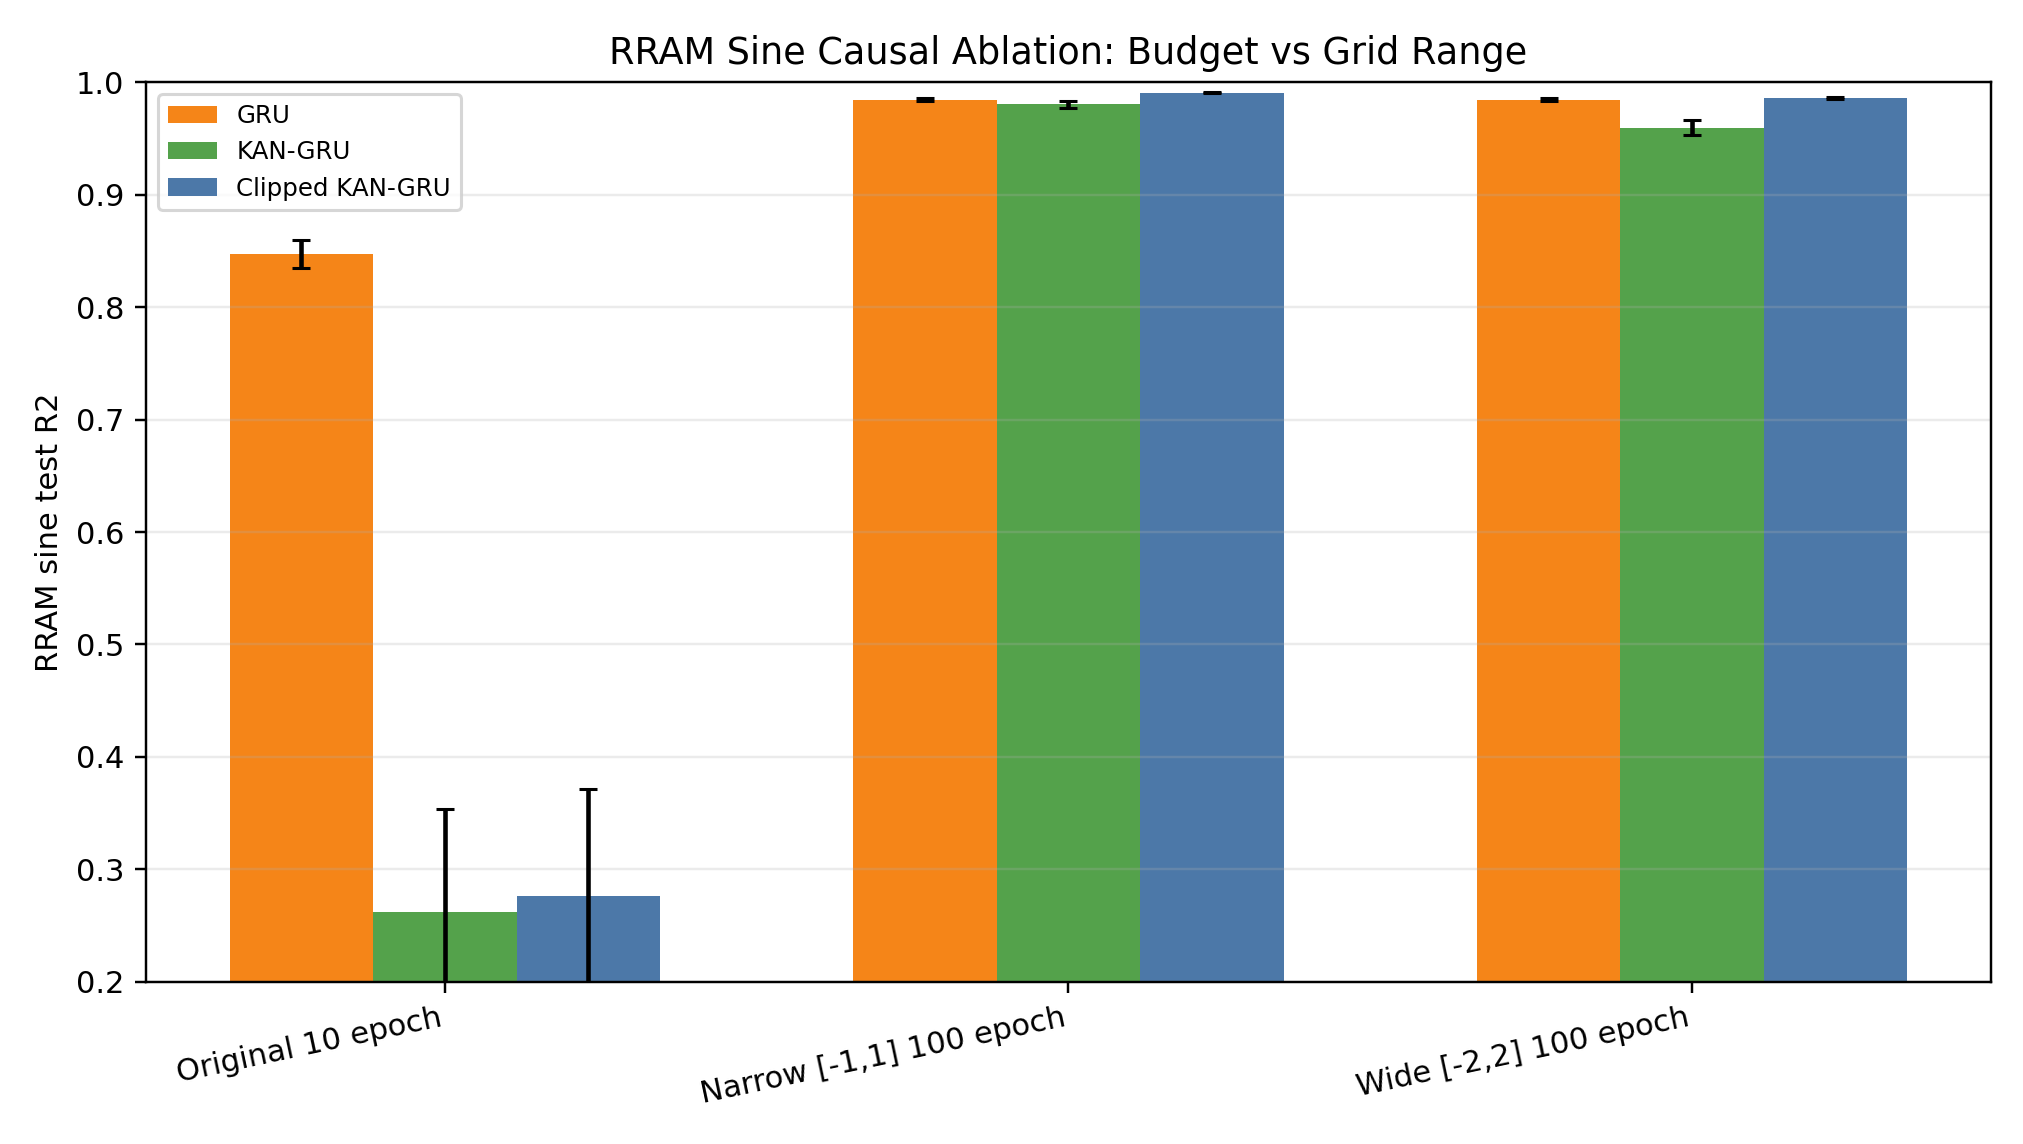 RRAM Sine Causal Ablation: Budget vs Grid Range
GRU
KAN-GRU
Clipped KAN-GRU
RRAM sine test R2
1.0
0.9
0.8
0.7
0.6
0.5
0.4
0.3
0.2
Original 10 epoch
Narrow [-1,1] 100 epoch
Wide [-2,2] 100 epoch